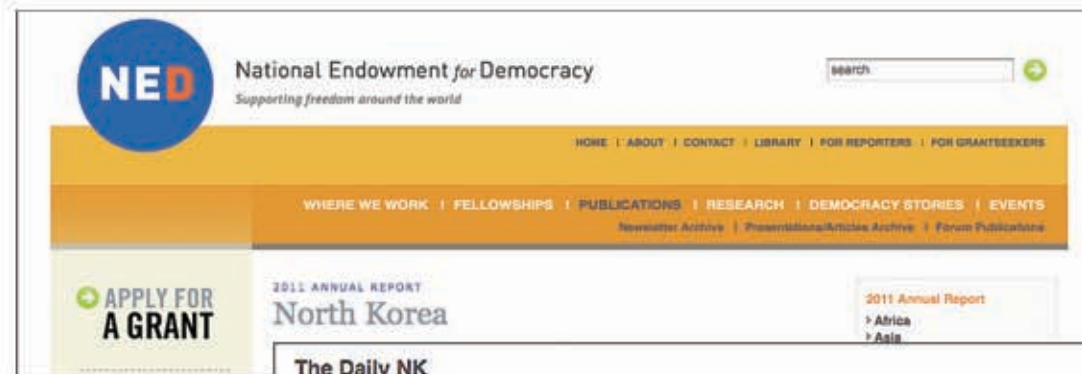 NED
National Endowment for Democracy
Supporting freedom around the world
search
HOME | ABOUT | CONTACT | LIBRARY | FOR REPORTERS | FOR GRANTSEEKERS
WHERE WE WORK | FELLOWSHIPS | PUBLICATIONS | RESEARCH | DEMOCRACY STORIES | EVENTS
Newsletter Archive | Presentations/Articles Archive | Forum Publications
APPLY FOR
A GRANT
2011 ANNUAL REPORT
North Korea
2011 Annual Report
Africa
Asia
The Daily NK